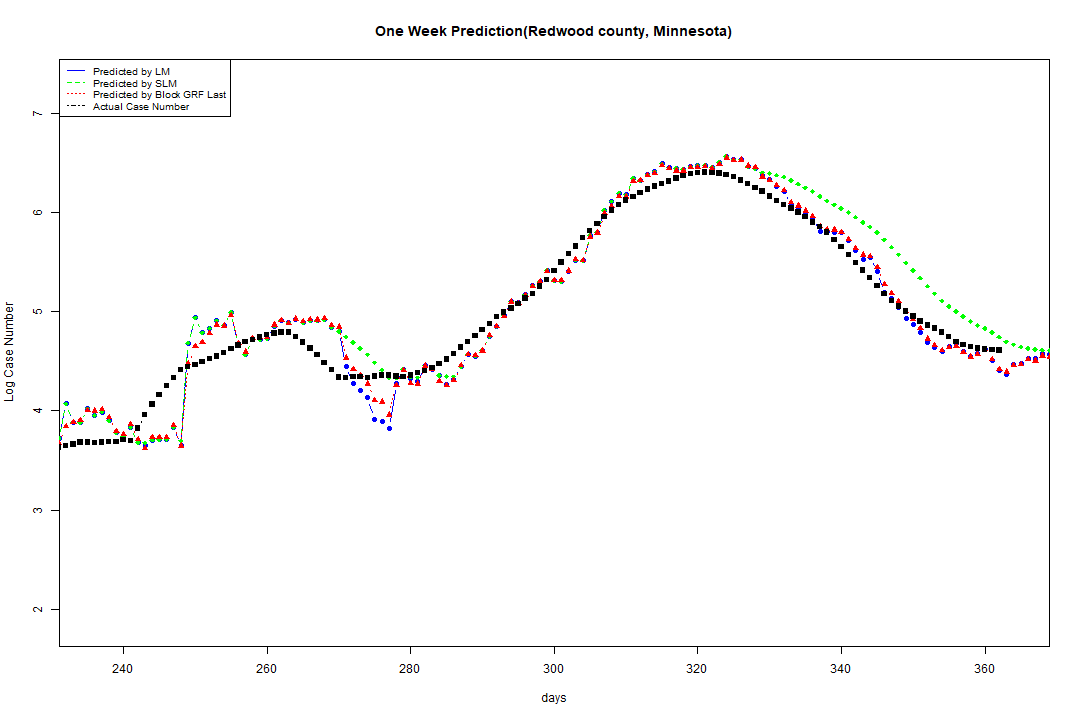 One Week Prediction(Redwood county, Minnesota)
Predicted by LM
Predicted by SLM
Predicted by Block GRF Last
Actual Case Number
7
6
5
4
3
2
Log Case Number
240 260 280 300 320 340 360
days